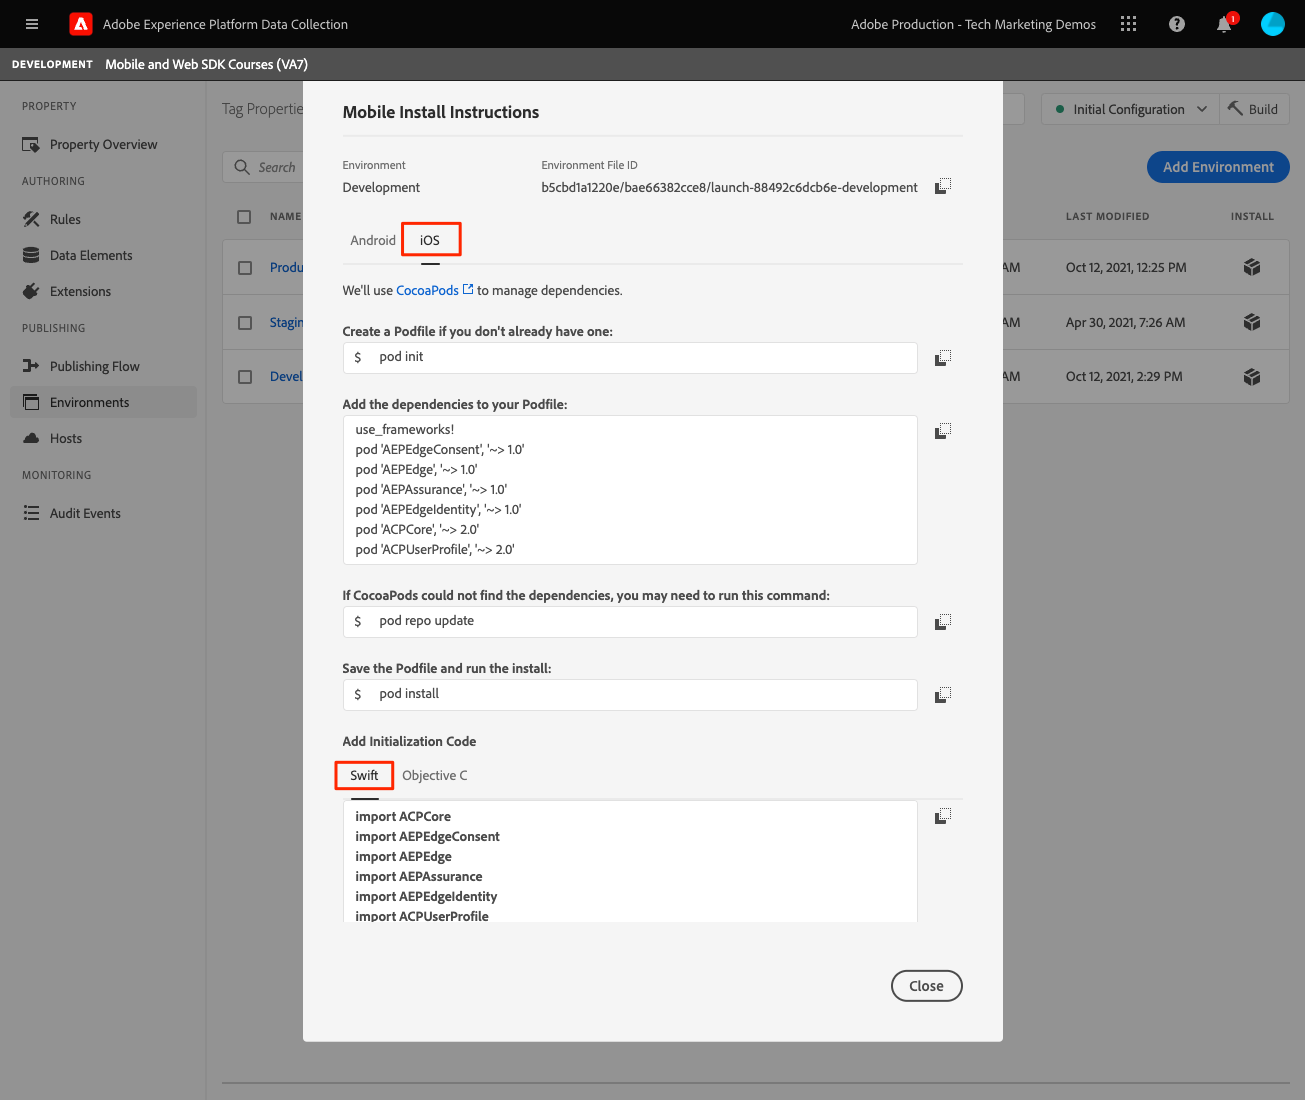 Adobe Experience Platform Data Collection
Adobe Production - Tech Marketing Demos
1
DEVELOPMENT Mobile and Web SDK Courses (VA7)
PROPERTY
Property Overview
AUTHORING
Rules
Data Elements
Extensions
PUBLISHING
Publishing Flow
Environments
Hosts
MONITORING
Audit Events
Tag Propertie
Initial Configuration
Build
Search
Add Environment
NAME
LAST MODIFIED
INSTALL
Produ
AM
Oct 12, 2021, 12:25 PM
Stagin
AM
Apr 30, 2021, 7:26 AM
Devel
AM
Oct 12, 2021, 2:29 PM
Mobile Install Instructions
Environment
Environment File ID
Development
b5cbd1a1220e/bae66382cce8/launch-88492c6dcb6e-development
Android iOS
We'll use CocoaPods to manage dependencies.
Create a Podfile if you don't already have one:
$ pod init
Add the dependencies to your Podfile:
use_frameworks!
pod 'AEPEdgeConsent', '~> 1.0'
pod 'AEPEdge', '~> 1.0'
pod 'AEPAssurance', '~> 1.0'
pod 'AEPEdgeIdentity', '~> 1.0'
pod 'ACPCore', '~> 2.0'
pod 'ACPUserProfile', '~> 2.0'
If CocoaPods could not find the dependencies, you may need to run this command:
$ pod repo update
Save the Podfile and run the install:
$ pod install
Add Initialization Code
Swift Objective C
import ACPCore
import AEPEdgeConsent
import AEPEdge
import AEPAssurance
import AEPEdgeIdentity
import ACPUserProfile
Close